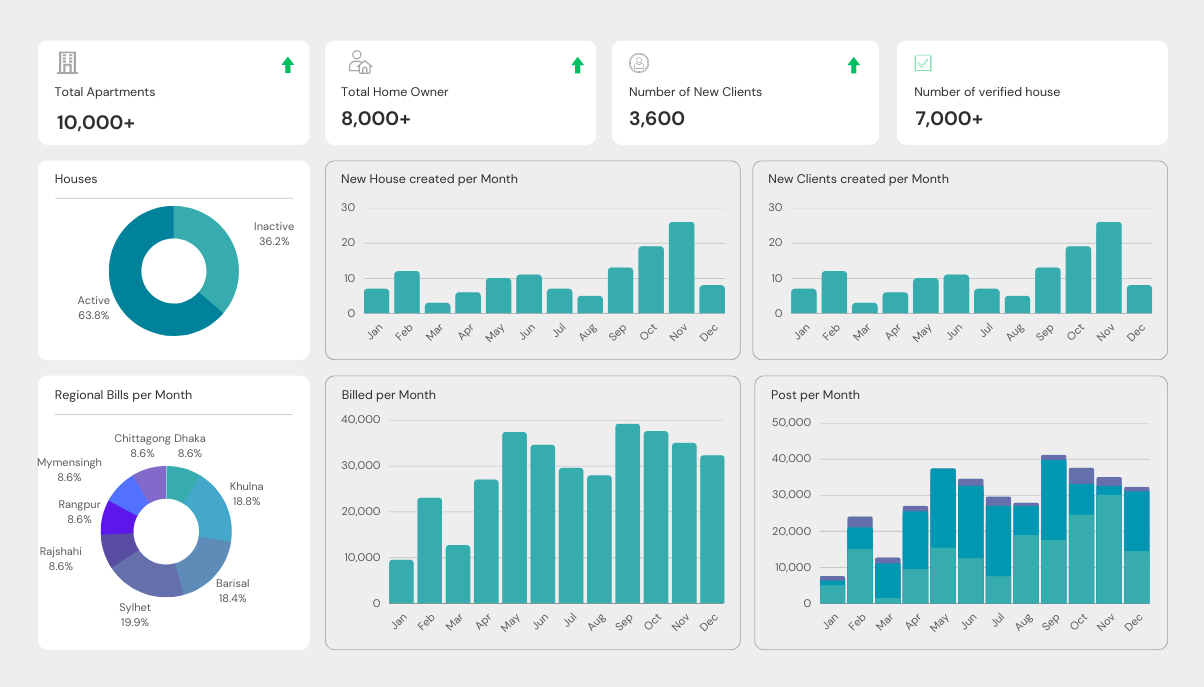 Total Apartments
10,000+
Total Home Owner
8,000+
Number of New Clients
3,600
Number of verified house
7,000+
Houses
Inactive
36.2%
Active
63.8%
New House created per Month
30
20
10
0
Jan Feb Mar Apr May Jun Jul Aug Sep Oct Nov Dec
New Clients created per Month
30
20
10
0
Jan Feb Mar Apr May Jun Jul Aug Sep Oct Nov Dec
Regional Bills per Month
Chittagong Dhaka
8.6% 8.6%
Mymensingh
8.6%
Khulna
18.8%
Rangpur
8.6%
Rajshahi
8.6%
Barisal
18.4%
Sylhet
19.9%
Billed per Month
40,000
30,000
20,000
10,000
0
Jan Feb Mar Apr May Jun Jul Aug Sep Oct Nov Dec
Post per Month
50,000
40,000
30,000
20,000
10,000
0
Jan Feb Mar Apr May Jun Jul Aug Sep Oct Nov Dec